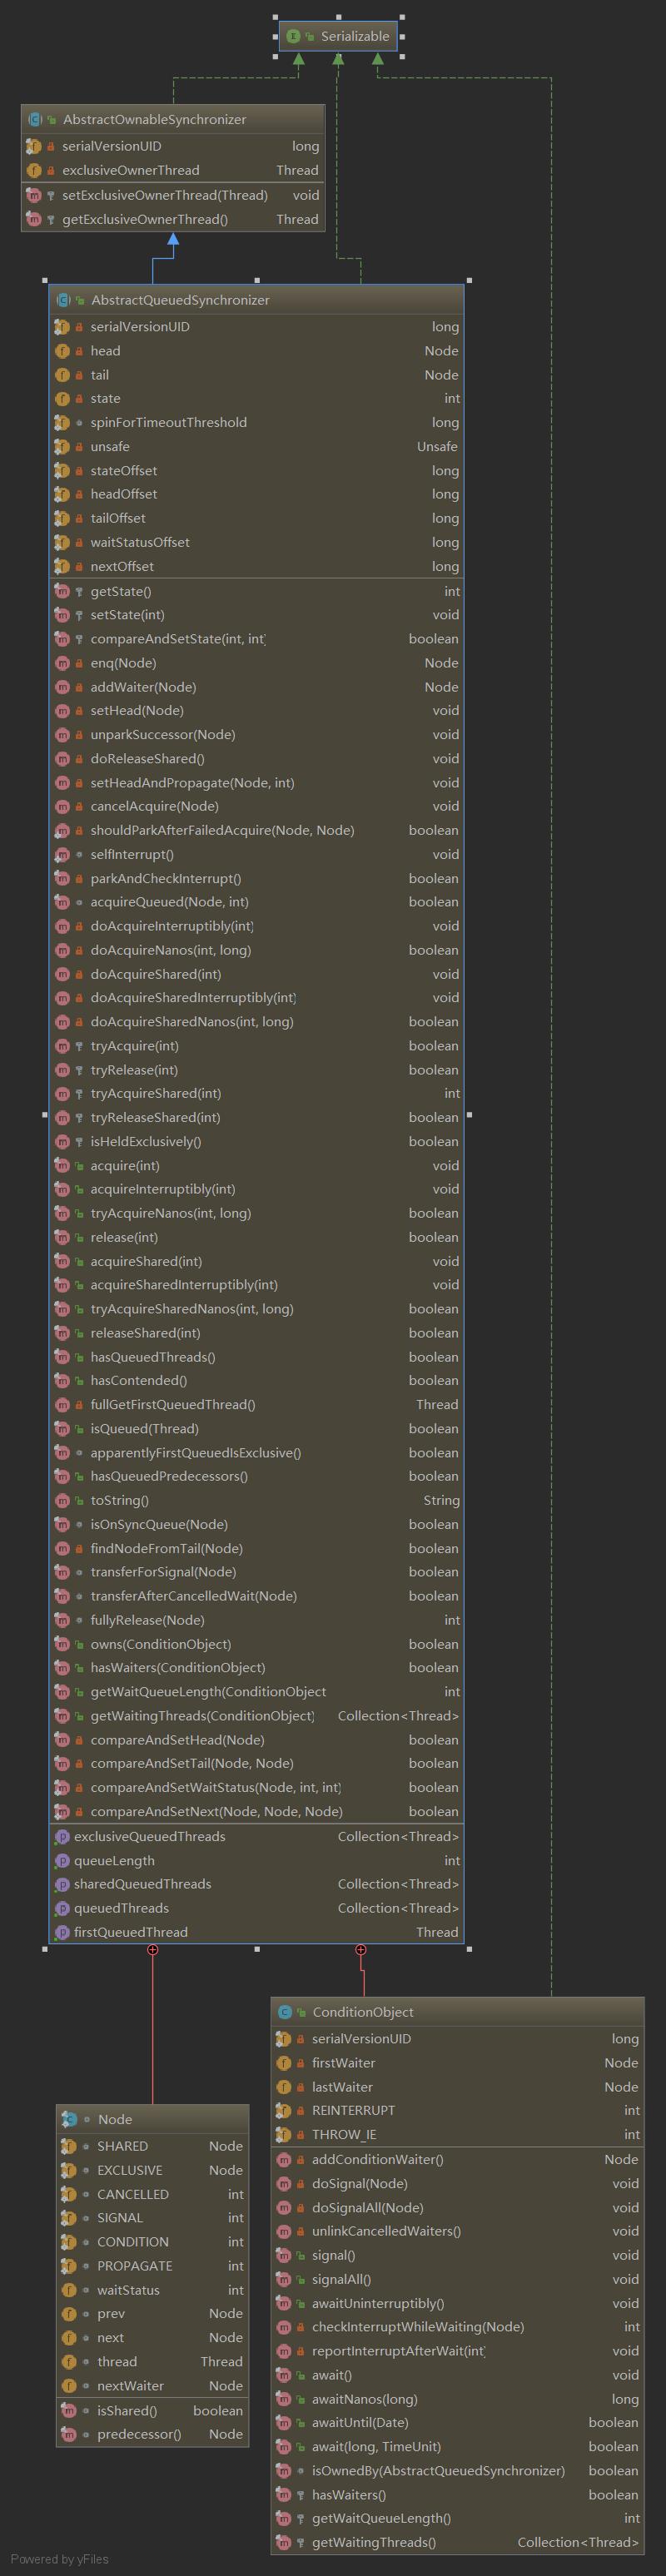 Serializable
AbstractOwnableSynchronizer
serialVersionUID long
exclusiveOwnerThread Thread
setExclusiveOwnerThread(Thread) void
getExclusiveOwnerThread() Thread
AbstractQueuedSynchronizer
serialVersionUID long
head Node
tail Node
state int
spinForTimeoutThreshold long
unsafe Unsafe
stateOffset long
headOffset long
tailOffset long
waitStatusOffset long
nextOffset long
getState() int
setState(int) void
compareAndSetState(int, int) boolean
enq(Node) Node
addWaiter(Node) Node
setHead(Node) void
unparkSuccessor(Node) void
doReleaseShared() void
setHeadAndPropagate(Node, int) void
cancelAcquire(Node) void
shouldParkAfterFailedAcquire(Node, Node) boolean
selfInterrupt() void
parkAndCheckInterrupt() boolean
acquireQueued(Node, int) boolean
doAcquireInterruptibly(int) void
doAcquireNanos(int, long) boolean
doAcquireShared(int) void
doAcquireSharedInterruptibly(int) void
doAcquireSharedNanos(int, long) boolean
tryAcquire(int) boolean
tryRelease(int) boolean
tryAcquireShared(int) int
tryReleaseShared(int) boolean
isHeldExclusively() boolean
acquire(int) void
acquireInterruptibly(int) void
tryAcquireNanos(int, long) boolean
release(int) boolean
acquireShared(int) void
acquireSharedInterruptibly(int) void
tryAcquireSharedNanos(int, long) boolean
releaseShared(int) boolean
hasQueuedThreads() boolean
hasContended() boolean
fullGetFirstQueuedThread() Thread
isQueued(Thread) boolean
apparentlyFirstQueuedIsExclusive() boolean
hasQueuedPredecessors() boolean
toString() String
isOnSyncQueue(Node) boolean
findNodeFromTail(Node) boolean
transferForSignal(Node) boolean
transferAfterCancelledWait(Node) boolean
fullyRelease(Node) int
owns(ConditionObject) boolean
hasWaiters(ConditionObject) boolean
getWaitQueueLength(ConditionObject int
getWaitingThreads(ConditionObject) Collection<Thread>
compareAndSetHead(Node) boolean
compareAndSetTail(Node, Node) boolean
compareAndSetWaitStatus(Node, int, int) boolean
compareAndSetNext(Node, Node, Node) boolean
exclusiveQueuedThreads Collection<Thread>
queueLength int
sharedQueuedThreads Collection<Thread>
queuedThreads Collection<Thread>
firstQueuedThread Thread
ConditionObject
serialVersionUID long
firstWaiter Node
lastWaiter Node
REINTERRUPT int
THROW_IE int
addConditionWaiter() Node
doSignal(Node) void
doSignalAll(Node) void
unlinkCancelledWaiters() void
signal() void
signalAll() void
awaitUninterruptibly() void
checkInterruptWhileWaiting(Node) int
reportInterruptAfterWait(int) void
await() void
awaitNanos(long) long
awaitUntil(Date) boolean
await(long, TimeUnit) boolean
isOwnedBy(AbstractQueuedSynchronizer) boolean
hasWaiters() boolean
getWaitQueueLength() int
getWaitingThreads() Collection<Thread>
Node
SHARED Node
EXCLUSIVE Node
CANCELLED int
SIGNAL int
CONDITION int
PROPAGATE int
waitStatus int
prev Node
next Node
thread Thread
nextWaiter Node
isShared() boolean
predecessor() Node
Powered by yFiles